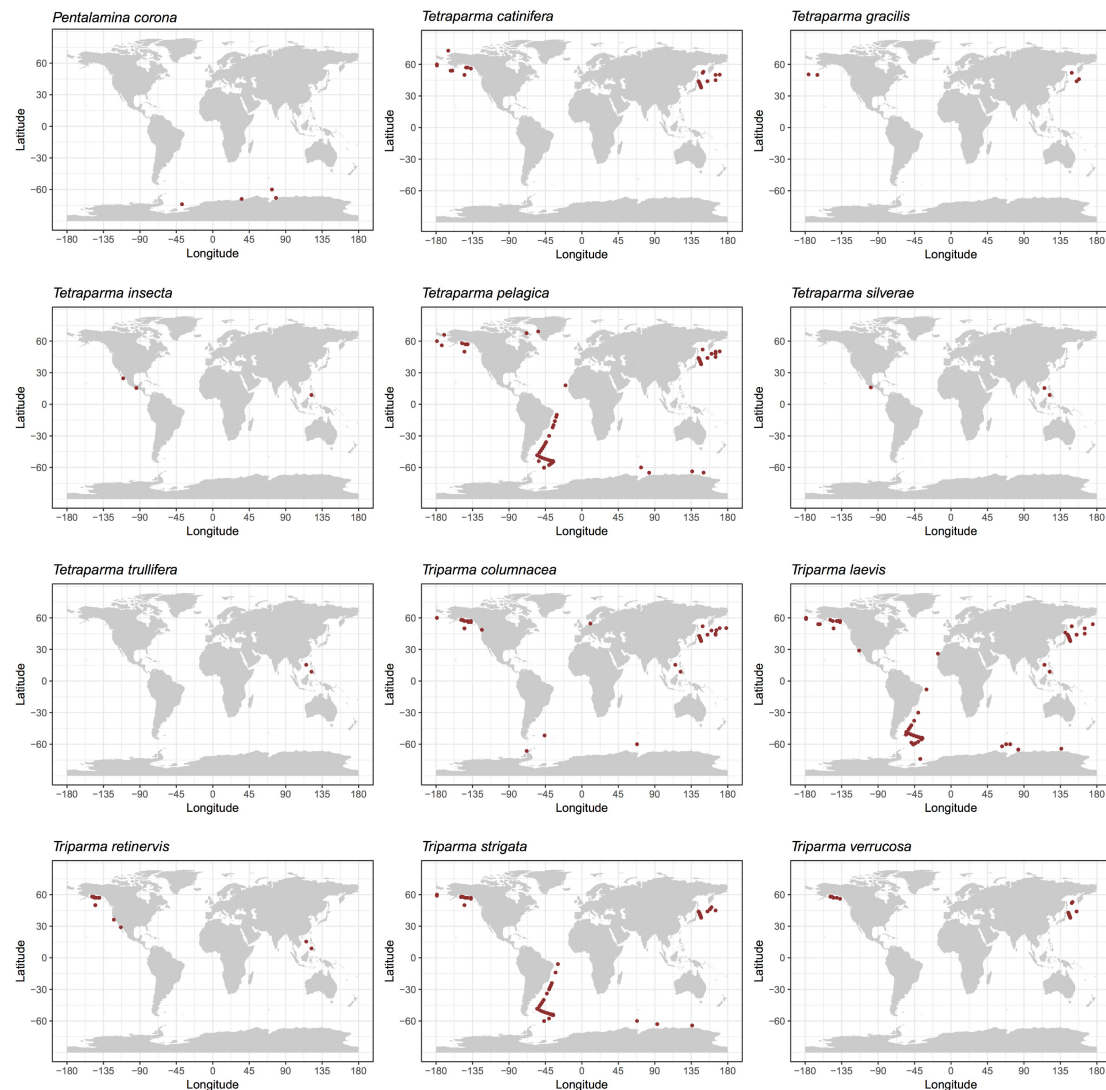 Pentalamina corona
Tetraparma catinifera
Tetraparma gracilis
60
30
0
−30
−60
Latitude
−180 −135 −90 −45 0 45 90 135 180
Longitude
60
30
0
−30
−60
Latitude
−180 −135 −90 −45 0 45 90 135 180
Longitude
60
30
0
−30
−60
Latitude
−180 −135 −90 −45 0 45 90 135 180
Longitude
Tetraparma insecta
Tetraparma pelagica
Tetraparma silverae
60
30
0
−30
−60
Latitude
−180 −135 −90 −45 0 45 90 135 180
Longitude
60
30
0
−30
−60
Latitude
−180 −135 −90 −45 0 45 90 135 180
Longitude
60
30
0
−30
−60
Latitude
−180 −135 −90 −45 0 45 90 135 180
Longitude
Tetraparma trullifera
Triparma columnacea
Triparma laevis
60
30
0
−30
−60
Latitude
−180 −135 −90 −45 0 45 90 135 180
Longitude
60
30
0
−30
−60
Latitude
−180 −135 −90 −45 0 45 90 135 180
Longitude
60
30
0
−30
−60
Latitude
−180 −135 −90 −45 0 45 90 135 180
Longitude
Triparma retinervis
Triparma strigata
Triparma verrucosa
60
30
0
−30
−60
Latitude
−180 −135 −90 −45 0 45 90 135 180
Longitude
60
30
0
−30
−60
Latitude
−180 −135 −90 −45 0 45 90 135 180
Longitude
60
30
0
−30
−60
Latitude
−180 −135 −90 −45 0 45 90 135 180
Longitude